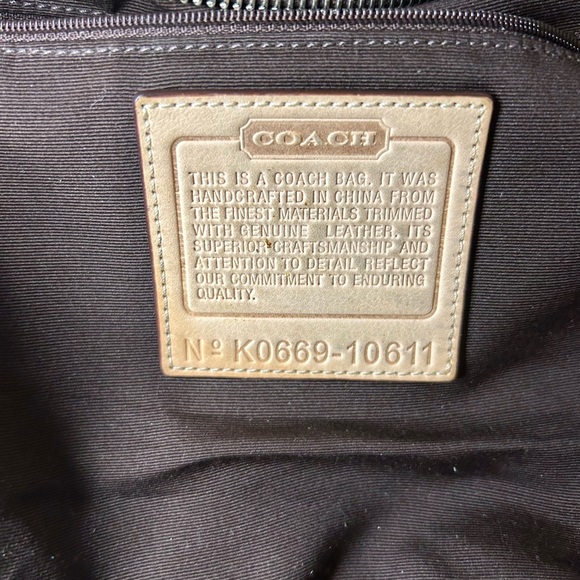 COACH
THIS IS A COACH BAG. IT WAS
HANDCRAFTED IN CHINA FROM
THE FINEST MATERIALS TRIMMED
WITH GENUINE LEATHER. ITS
SUPERIOR CRAFTSMANSHIP AND
ATTENTION TO DETAIL REFLECT
OUR COMMITMENT TO ENDURING
QUALITY.
Nº K0669-10611